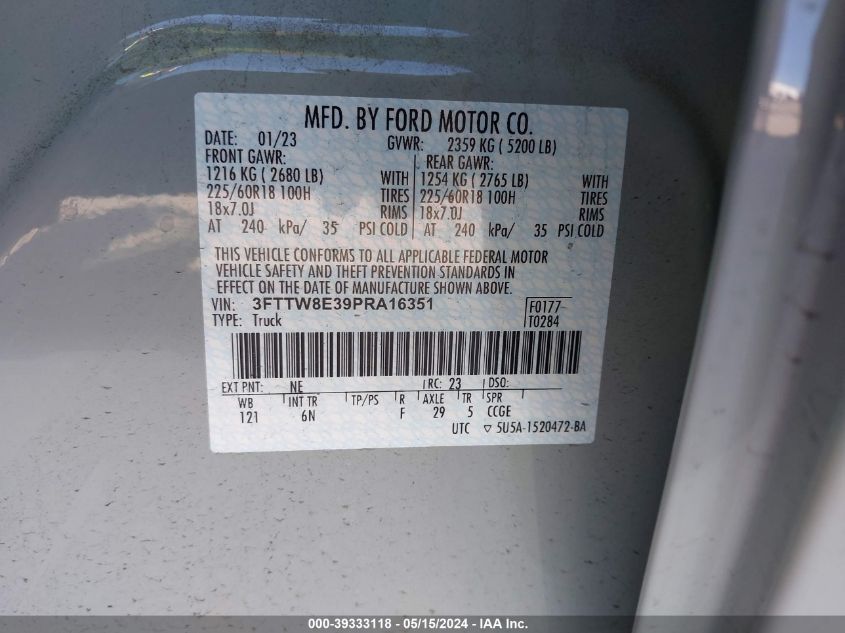 MFD. BY FORD MOTOR CO.
DATE: 01/23 GVWR: 2359 KG ( 5200 LB)
FRONT GAWR: REAR GAWR:
1216 KG ( 2680 LB) WITH 1254 KG ( 2765 LB) WITH
225/60R18 100H TIRES 225/60R18 100H TIRES
18x7.0J RIMS 18x7.0J RIMS
AT 240 kPa/ 35 PSI COLD AT 240 kPa/ 35 PSI COLD
THIS VEHICLE CONFORMS TO ALL APPLICABLE FEDERAL MOTOR
VEHICLE SAFETY AND THEFT PREVENTION STANDARDS IN
EFFECT ON THE DATE OF MANUFACTURE SHOWN ABOVE.
VIN: 3FTTW8E39PRA16351 F0177
TYPE: Truck T0284
EXT PNT: NE RC: 23 DSO:
WB INT TR TP/PS R AXLE TR SPR
121 6N F 29 5 CCGE
UTC ▽ 5U5A-1520472-BA
000-39333118 - 05/15/2024 - IAA Inc.